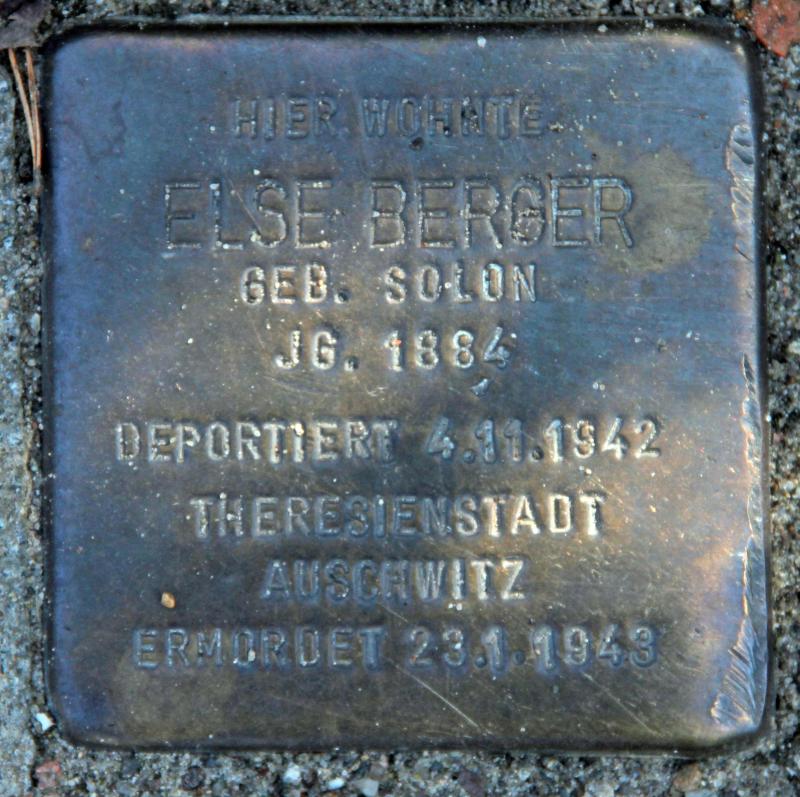 HIER WOHNTE
ELSE BERGER
GEB. SOLON
JG. 1884
DEPORTIERT 4.11.1942
THERESIENSTADT
AUSCHWITZ
ERMORDET 23.1.1943